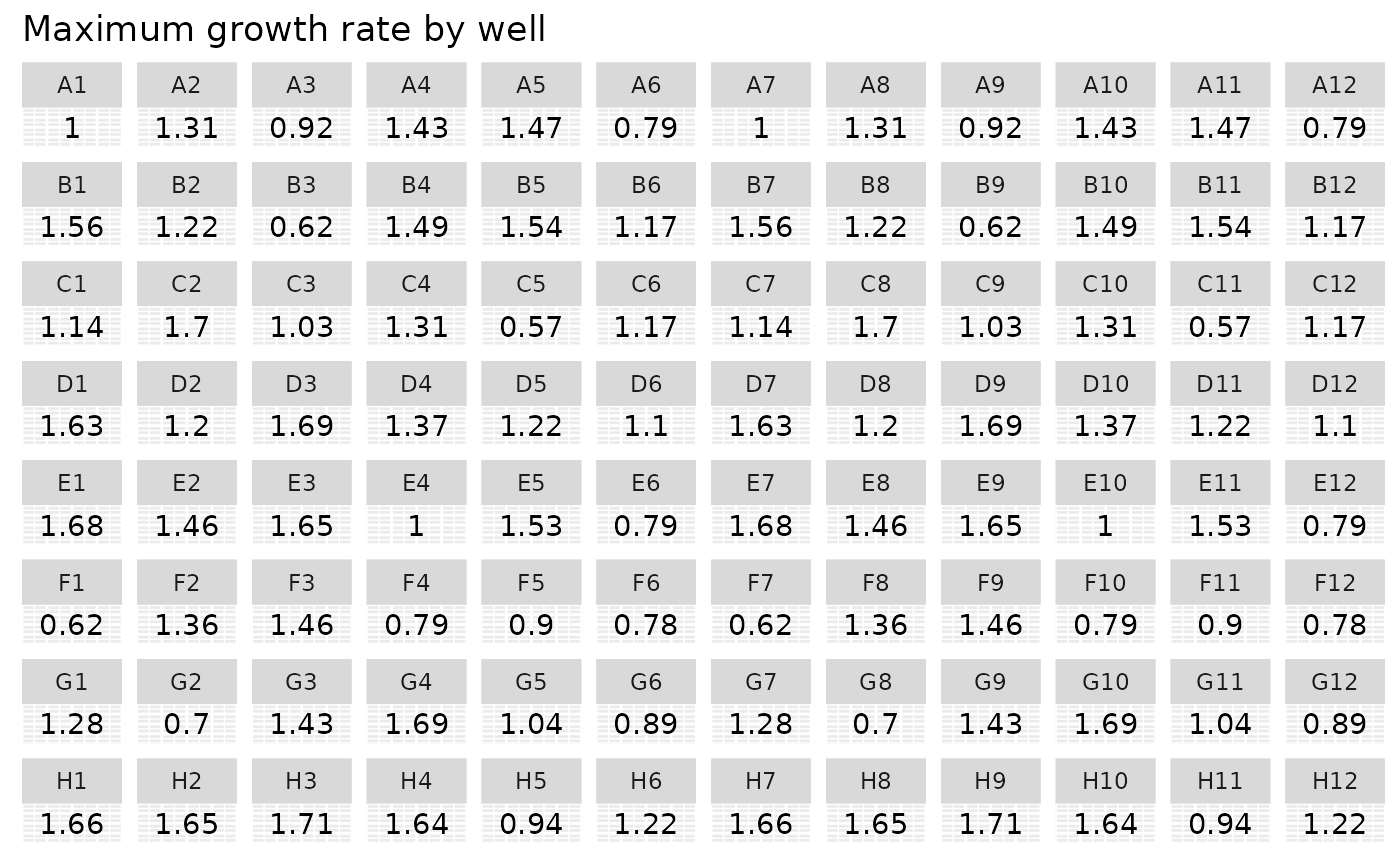 Maximum growth rate by well
A1 A2 A3 A4 A5 A6 A7 A8 A9 A10 A11 A12
1 1.31 0.92 1.43 1.47 0.79 1 1.31 0.92 1.43 1.47 0.79
B1 B2 B3 B4 B5 B6 B7 B8 B9 B10 B11 B12
1.56 1.22 0.62 1.49 1.54 1.17 1.56 1.22 0.62 1.49 1.54 1.17
C1 C2 C3 C4 C5 C6 C7 C8 C9 C10 C11 C12
1.14 1.7 1.03 1.31 0.57 1.17 1.14 1.7 1.03 1.31 0.57 1.17
D1 D2 D3 D4 D5 D6 D7 D8 D9 D10 D11 D12
1.63 1.2 1.69 1.37 1.22 1.1 1.63 1.2 1.69 1.37 1.22 1.1
E1 E2 E3 E4 E5 E6 E7 E8 E9 E10 E11 E12
1.68 1.46 1.65 1 1.53 0.79 1.68 1.46 1.65 1 1.53 0.79
F1 F2 F3 F4 F5 F6 F7 F8 F9 F10 F11 F12
0.62 1.36 1.46 0.79 0.9 0.78 0.62 1.36 1.46 0.79 0.9 0.78
G1 G2 G3 G4 G5 G6 G7 G8 G9 G10 G11 G12
1.28 0.7 1.43 1.69 1.04 0.89 1.28 0.7 1.43 1.69 1.04 0.89
H1 H2 H3 H4 H5 H6 H7 H8 H9 H10 H11 H12
1.66 1.65 1.71 1.64 0.94 1.22 1.66 1.65 1.71 1.64 0.94 1.22